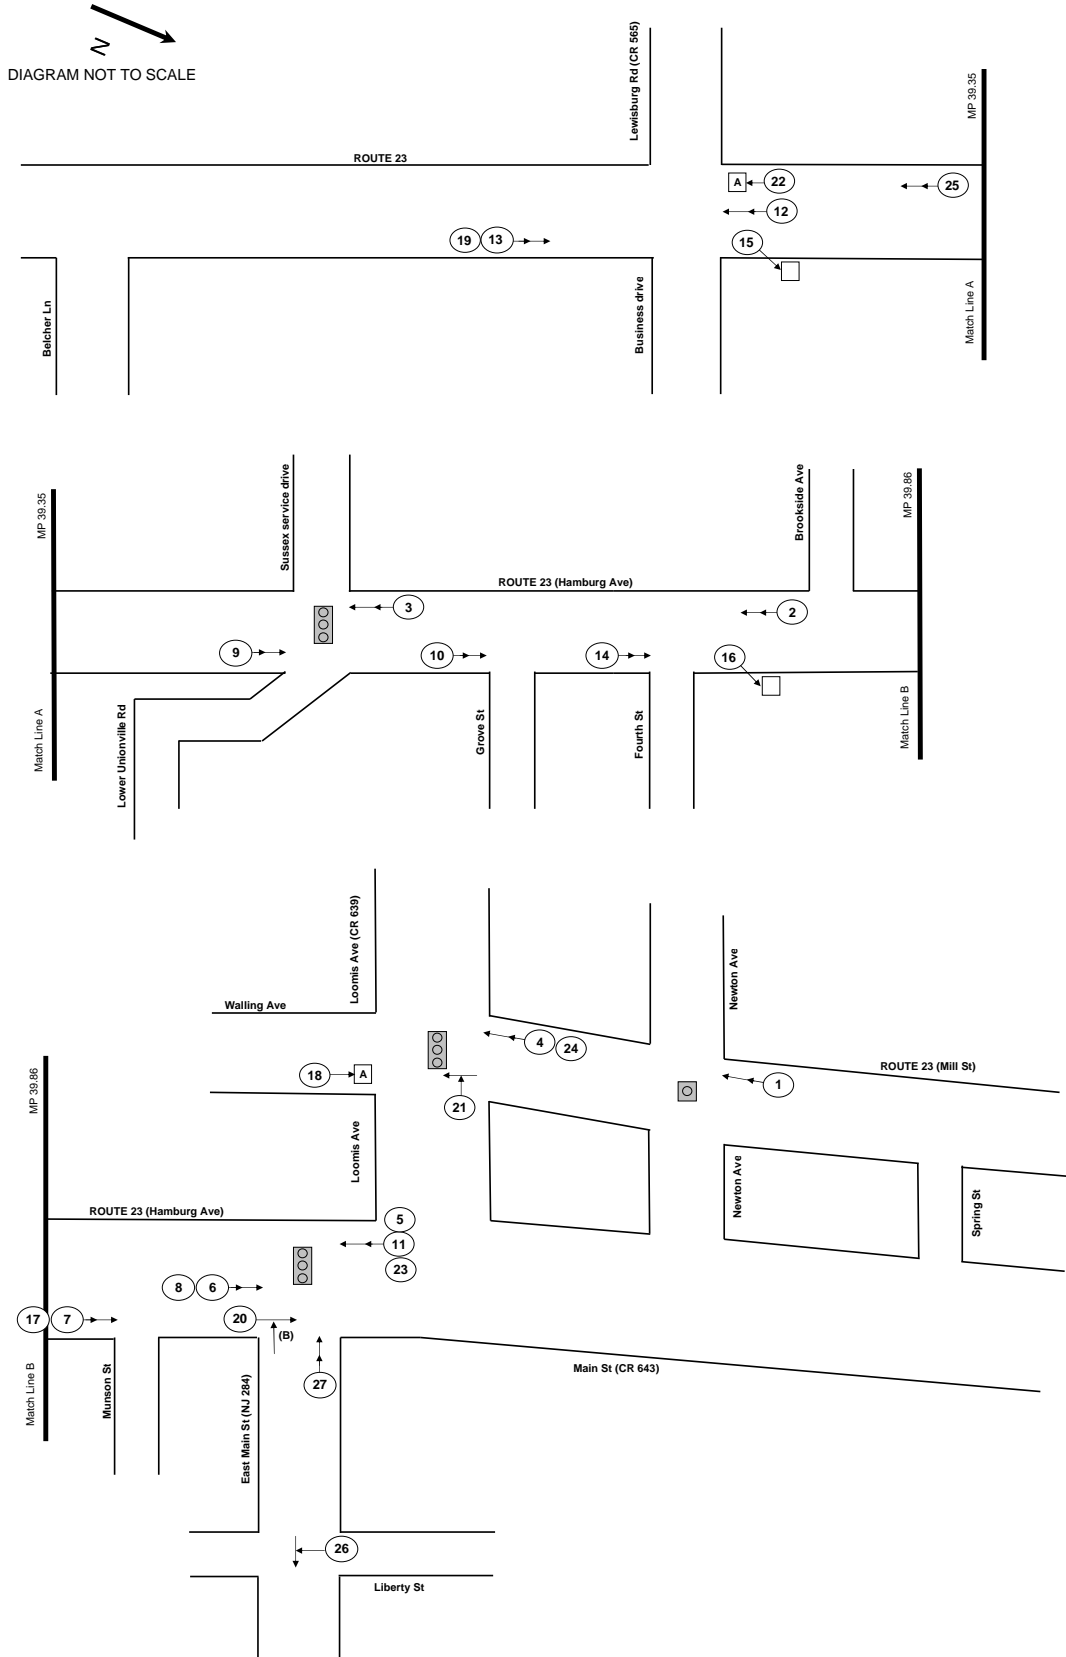 N
DIAGRAM NOT TO SCALE
Lewisburg Rd (CR 565)
MP 39.35
ROUTE 23
A
22
25
12
19
13
15
Belcher Ln
Business drive
Match Line A
MP 39.35
Sussex service drive
Brookside Ave
MP 39.86
ROUTE 23 (Hamburg Ave)
3
2
9
10
14
16
Match Line A
Lower Unionville Rd
Grove St
Fourth St
Match Line B
Loomis Ave (CR 639)
Newton Ave
Walling Ave
4
24
ROUTE 23 (Mill St)
MP 39.86
18
A
1
21
Loomis Ave
Newton Ave
Spring St
ROUTE 23 (Hamburg Ave)
5
11
23
8
6
17
7
20
(B)
Match Line B
Munson St
27
Main St (CR 643)
East Main St (NJ 284)
26
Liberty St